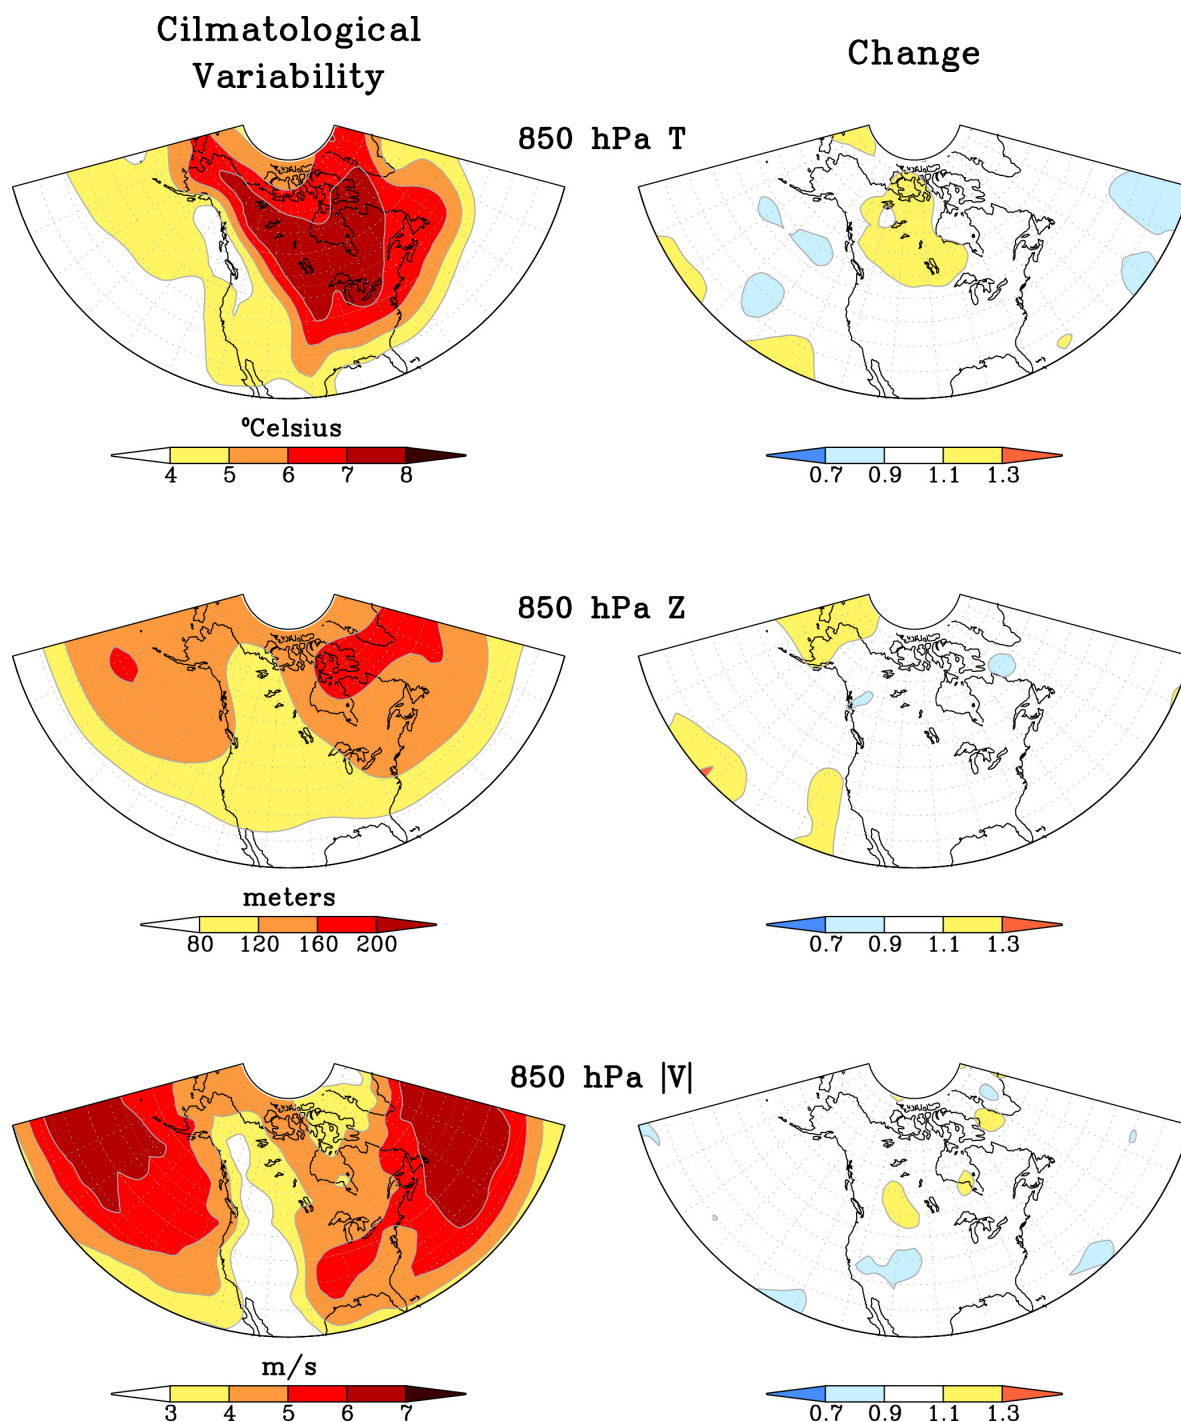 Cilmatological
Variability
Change
850 hPa T
ºCelsius
4 5 6 7 8
0.7 0.9 1.1 1.3
850 hPa Z
meters
80 120 160 200
0.7 0.9 1.1 1.3
850 hPa |V|
m/s
3 4 5 6 7
0.7 0.9 1.1 1.3